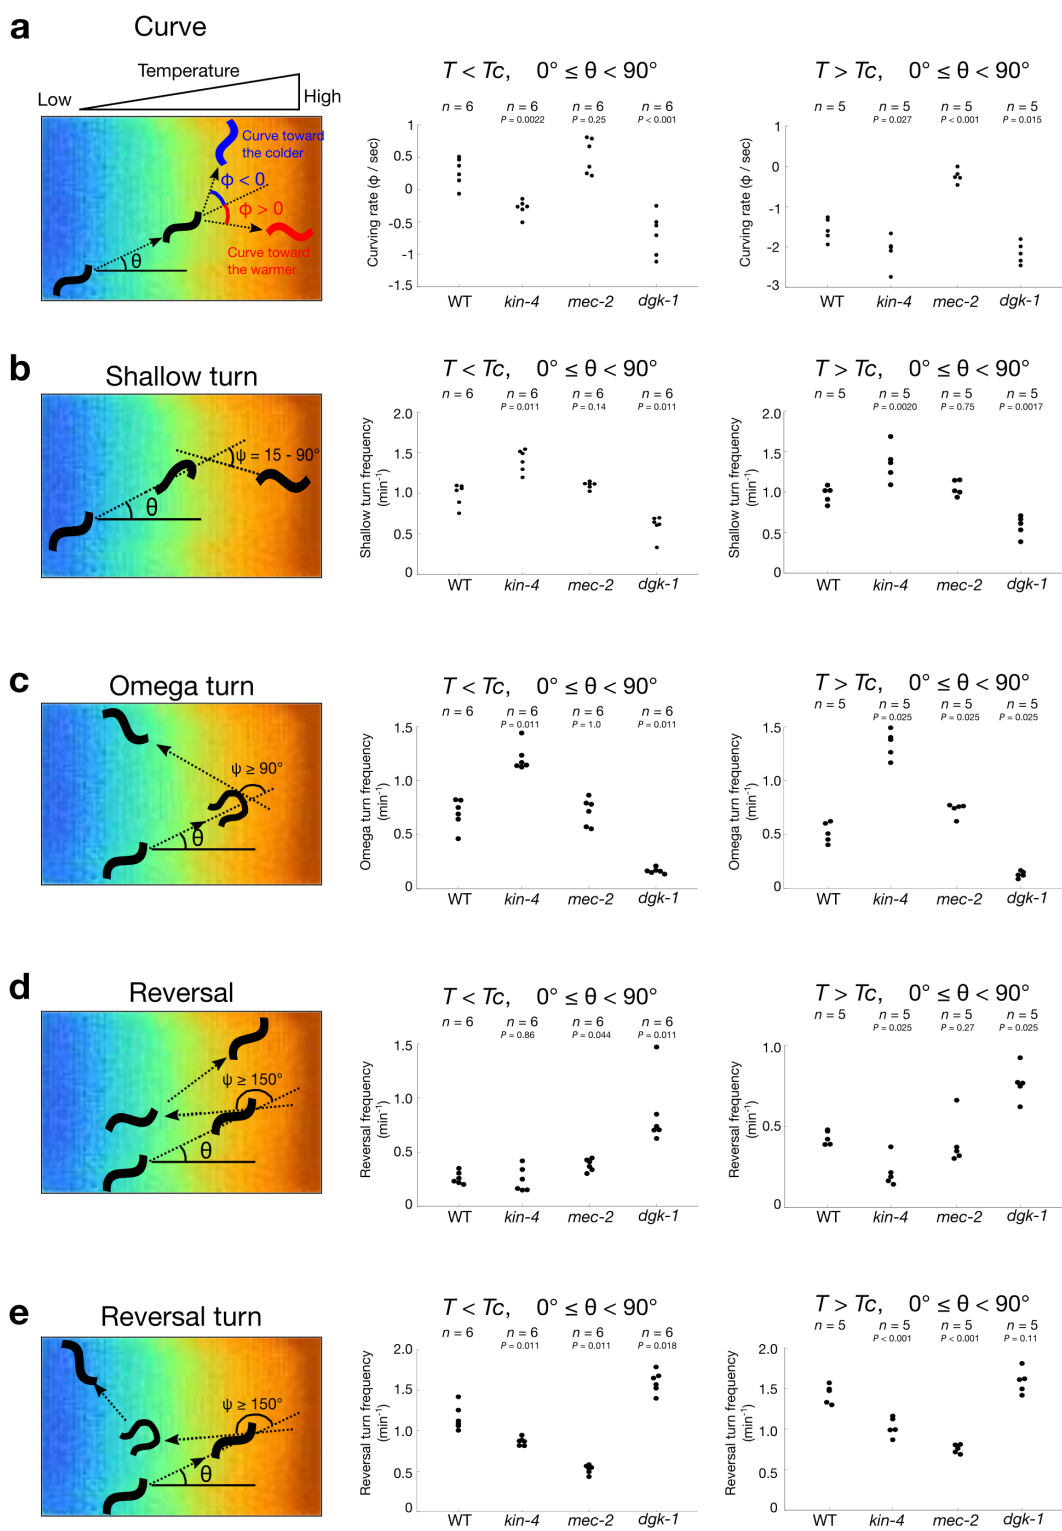 a
Curve
Temperature
Low
High
Curve toward
the colder
ϕ < 0
ϕ > 0
Curve toward
the warmer
θ
T < Tc, 0° ≤ θ < 90°
n = 6 n = 6 n = 6 n = 6
P = 0.0022 P = 0.25 P < 0.001
Curving rate (ϕ / sec)
1
0.5
0
-0.5
-1
-1.5
WT kin-4 mec-2 dgk-1
T > Tc, 0° ≤ θ < 90°
n = 5 n = 5 n = 5 n = 5
P = 0.027 P < 0.001 P = 0.015
Curving rate (ϕ / sec)
1
0
-1
-2
-3
WT kin-4 mec-2 dgk-1
b
Shallow turn
ψ = 15 - 90°
θ
T < Tc, 0° ≤ θ < 90°
n = 6 n = 6 n = 6 n = 6
P = 0.011 P = 0.14 P = 0.011
Shallow turn frequency
(min-1)
2.0
1.5
1.0
0.5
0
WT kin-4 mec-2 dgk-1
T > Tc, 0° ≤ θ < 90°
n = 5 n = 5 n = 5 n = 5
P = 0.0020 P = 0.75 P = 0.0017
Shallow turn frequency
(min-1)
2.0
1.5
1.0
0.5
0
WT kin-4 mec-2 dgk-1
c
Omega turn
ψ ≥ 90°
θ
T < Tc, 0° ≤ θ < 90°
n = 6 n = 6 n = 6 n = 6
P = 0.011 P = 1.0 P = 0.011
Omega turn frequency
(min-1)
1.5
1.0
0.5
0
WT kin-4 mec-2 dgk-1
T > Tc, 0° ≤ θ < 90°
n = 5 n = 5 n = 5 n = 5
P = 0.025 P = 0.025 P = 0.025
Omega turn frequency
(min-1)
1.5
1.0
0.5
0
WT kin-4 mec-2 dgk-1
d
Reversal
ψ ≥ 150°
θ
T < Tc, 0° ≤ θ < 90°
n = 6 n = 6 n = 6 n = 6
P = 0.86 P = 0.044 P = 0.011
Reversal frequency
(min-1)
1.5
1.0
0.5
0
WT kin-4 mec-2 dgk-1
T > Tc, 0° ≤ θ < 90°
n = 5 n = 5 n = 5 n = 5
P = 0.025 P = 0.27 P = 0.025
Reversal frequency
(min-1)
1.0
0.5
0
WT kin-4 mec-2 dgk-1
e
Reversal turn
ψ ≥ 150°
θ
T < Tc, 0° ≤ θ < 90°
n = 6 n = 6 n = 6 n = 6
P = 0.011 P = 0.011 P = 0.018
Reversal turn frequency
(min-1)
2.0
1.5
1.0
0.5
0
WT kin-4 mec-2 dgk-1
T > Tc, 0° ≤ θ < 90°
n = 5 n = 5 n = 5 n = 5
P < 0.001 P < 0.001 P = 0.11
Reversal turn frequency
(min-1)
2.0
1.5
1.0
0.5
0
WT kin-4 mec-2 dgk-1